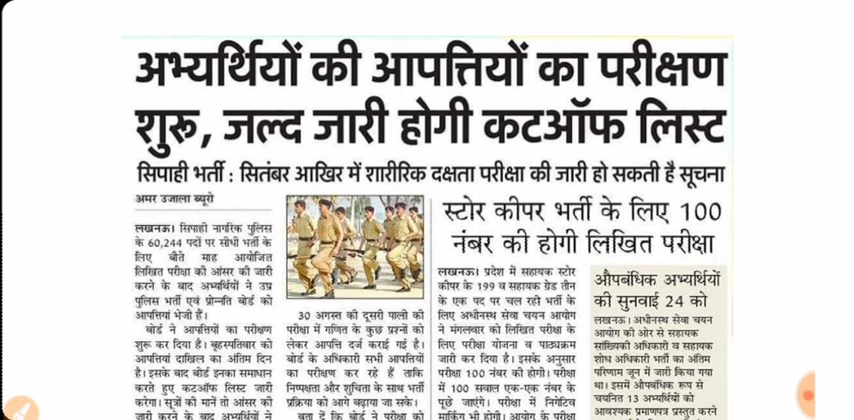 अभ्यर्थियों की आपत्तियों का परीक्षण
शुरू, जल्द जारी होगी कटऑफ लिस्ट
सिपाही भर्ती : सितंबर आखिर में शारीरिक दक्षता परीक्षा की जारी हो सकती है सूचना
अमर उजाला ब्यूरो
लखनऊ। सिपाही नागरिक पुलिस
के 60,244 पदों पर सीधी भर्ती के
लिए बीते माह आयोजित
लिखित परीक्षा की आंसर की जारी
करने के बाद अभ्यर्थियों ने उप्र
पुलिस भर्ती एवं प्रोन्नति बोर्ड को
आपत्तियां भेजी हैं।
बोर्ड ने आपत्तियों का परीक्षण
शुरू कर दिया है। बृहस्पतिवार को
आपत्तियां दाखिल का अंतिम दिन
है। इसके बाद बोर्ड इनका समाधान
करते हुए कटऑफ लिस्ट जारी
करेगा। सूत्रों की मानें तो आंसर की
जारी करने के बाद अभ्यर्थियों ने
30 अगस्त की दूसरी पाली की
परीक्षा में गणित के कुछ प्रश्नों को
लेकर आपत्ति दर्ज कराई गई है।
बोर्ड के अधिकारी सभी आपत्तियों
का परीक्षण कर रहे हैं ताकि
निष्पक्षता और शुचिता के साथ भर्ती
प्रक्रिया को आगे बढ़ाया जा सके।
बता दें कि बोर्ड ने परीक्षा को
स्टोर कीपर भर्ती के लिए 100
नंबर की होगी लिखित परीक्षा
लखनऊ। प्रदेश में सहायक स्टोर
कीपर के 199 व सहायक ग्रेड तीन
के एक पद पर चल रही भर्ती के
लिए अधीनस्थ सेवा चयन आयोग
ने मंगलवार को लिखित परीक्षा के
लिए परीक्षा योजना व पाठ्यक्रम
जारी कर दिया है। इसके अनुसार
परीक्षा 100 नंबर की होगी। परीक्षा
में 100 सवाल एक-एक नंबर के
पूछे जाएंगे। परीक्षा में निगेटिव
मार्किंग भी होगी। आयोग के परीक्षा
औपबंधिक अभ्यर्थियों
की सुनवाई 24 को
लखनऊ। अधीनस्थ सेवा चयन
आयोग की ओर से सहायक
सांख्यिकी अधिकारी व सहायक
शोध अधिकारी भर्ती का अंतिम
परिणाम जून में जारी किया गया
था। इसमें औपबंधिक रूप से
चयनित 13 अभ्यर्थियों को
आवश्यक प्रमाणपत्र प्रस्तुत करने